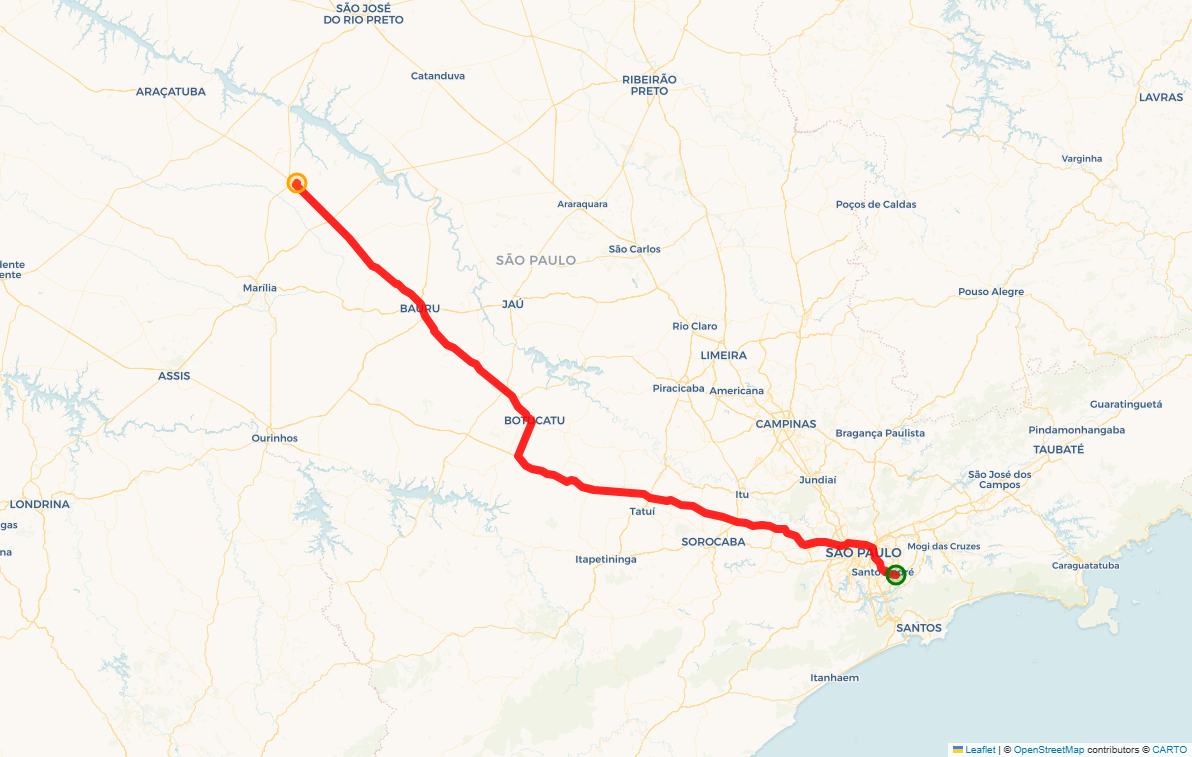 SÃO JOSÉ
DO RIO PRETO
Catanduva
RIBEIRÃO
PRETO
ARAÇATUBA
LAVRAS
Varginha
Araraquara
Poços de Caldas
São Carlos
SÃO PAULO
dente
ente
Marília
Pouso Alegre
BAURU
JAÚ
Rio Claro
LIMEIRA
ASSIS
Piracicaba
Americana
Guaratinguetá
BOTUCATU
CAMPINAS
Bragança Paulista
Pindamonhangaba
Ourinhos
TAUBATÉ
São José dos
Campos
Jundiaí
LONDRINA
Itu
gas
Tatuí
SOROCABA
Mogi das Cruzes
na
SÃO PAULO
Itapetininga
Caraguatatuba
Santo André
SANTOS
Itanhaem
Leaflet | © OpenStreetMap contributors © CARTO